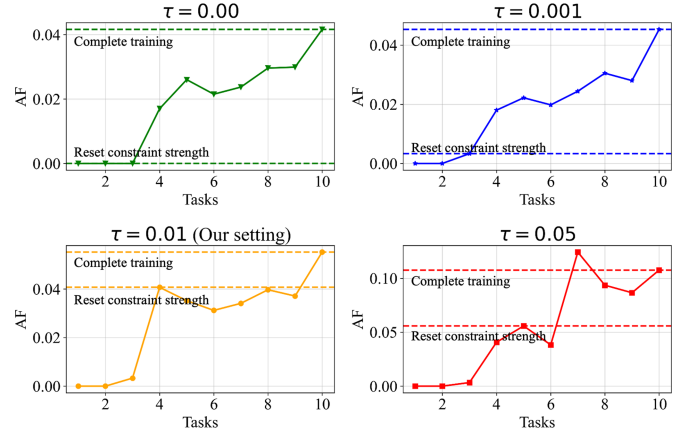 τ = 0.00
0.04
0.02
0.00
AF
Complete training
Reset constraint strength
2 4 6 8 10
Tasks
τ = 0.001
0.04
0.02
0.00
AF
Complete training
Reset constraint strength
2 4 6 8 10
Tasks
τ = 0.01 (Our setting)
0.04
0.02
0.00
AF
Complete training
Reset constraint strength
2 4 6 8 10
Tasks
τ = 0.05
0.10
0.05
0.00
AF
Complete training
Reset constraint strength
2 4 6 8 10
Tasks